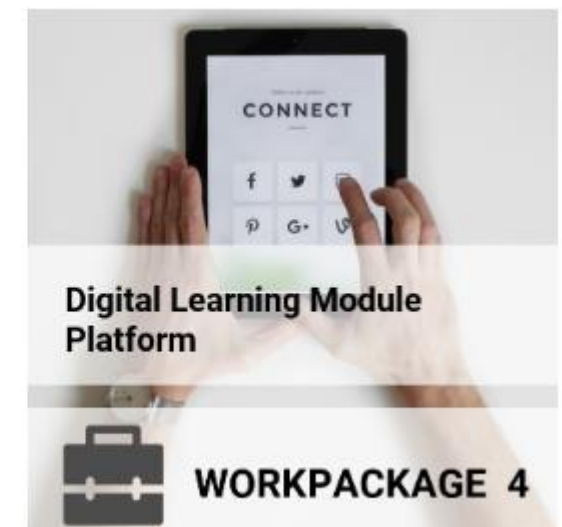 CONNECT
f
G+
Digital Learning Module
Platform
WORKPACKAGE 4